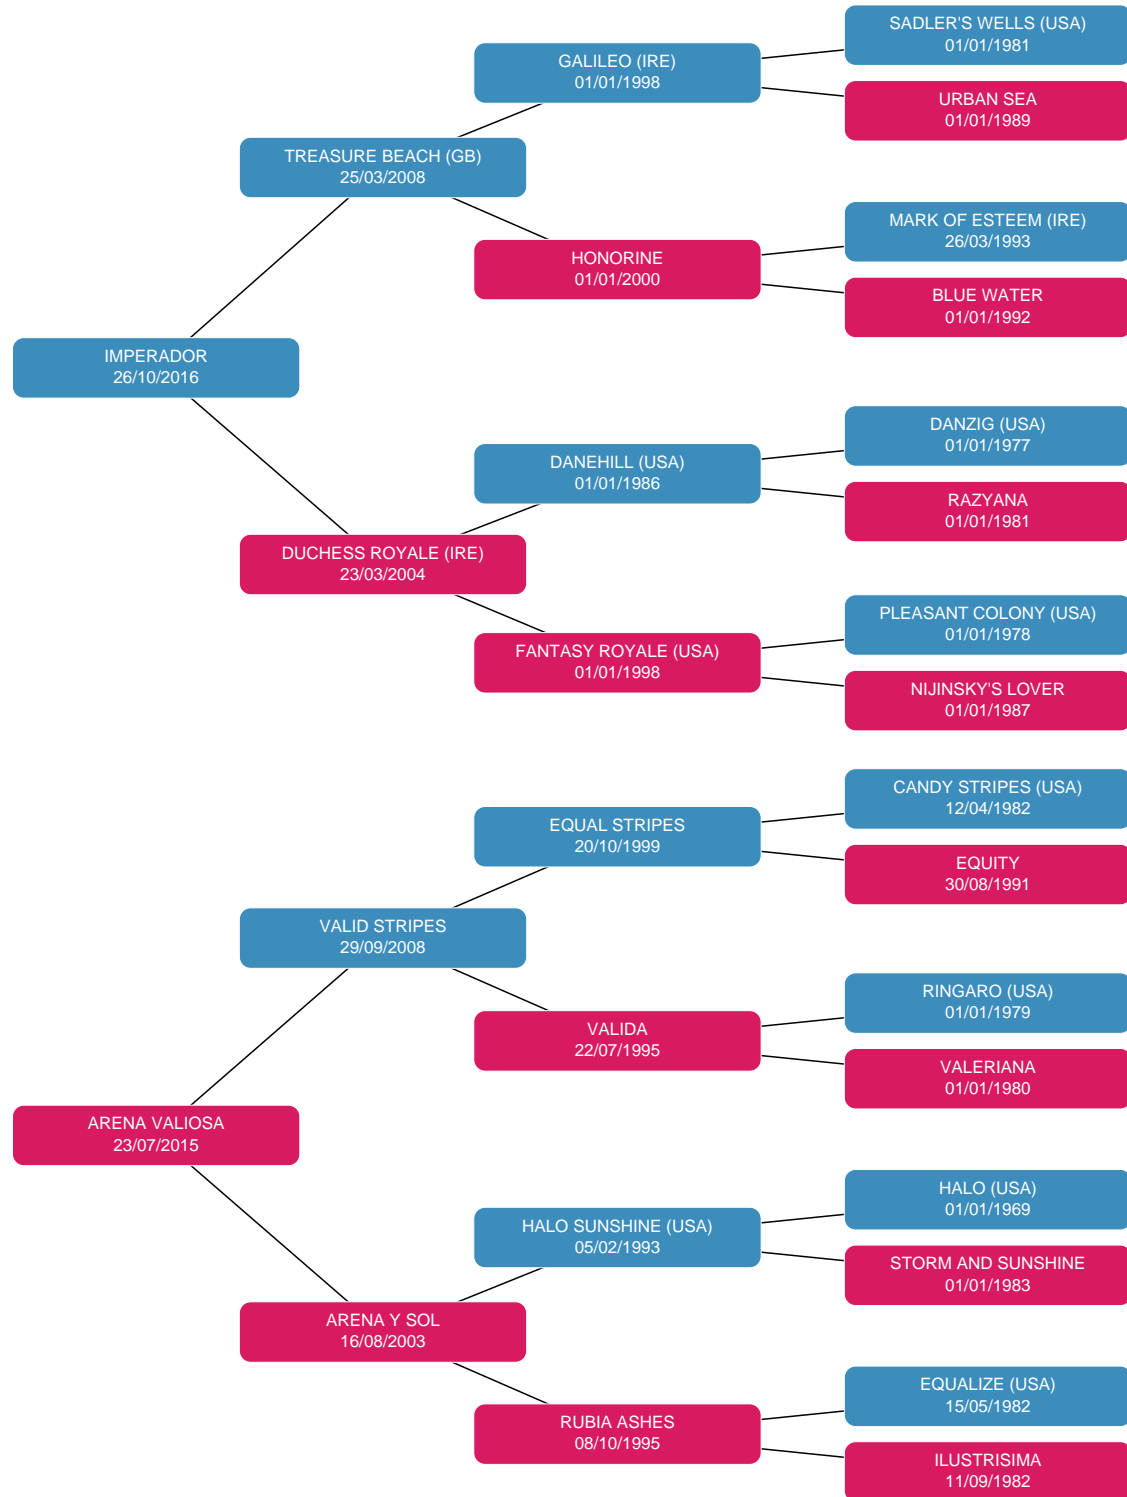 SADLER'S WELLS (USA)
01/01/1981
GALILEO (IRE)
01/01/1998
URBAN SEA
01/01/1989
TREASURE BEACH (GB)
25/03/2008
MARK OF ESTEEM (IRE)
26/03/1993
HONORINE
01/01/2000
BLUE WATER
01/01/1992
IMPERADOR
26/10/2016
DANZIG (USA)
01/01/1977
DANEHILL (USA)
01/01/1986
RAZYANA
01/01/1981
DUCHESS ROYALE (IRE)
23/03/2004
PLEASANT COLONY (USA)
01/01/1978
FANTASY ROYALE (USA)
01/01/1998
NIJINSKY'S LOVER
01/01/1987
CANDY STRIPES (USA)
12/04/1982
EQUAL STRIPES
20/10/1999
EQUITY
30/08/1991
VALID STRIPES
29/09/2008
RINGARO (USA)
01/01/1979
VALIDA
22/07/1995
VALERIANA
01/01/1980
ARENA VALIOSA
23/07/2015
HALO (USA)
01/01/1969
HALO SUNSHINE (USA)
05/02/1993
STORM AND SUNSHINE
01/01/1983
ARENA Y SOL
16/08/2003
EQUALIZE (USA)
15/05/1982
RUBIA ASHES
08/10/1995
ILUSTRISIMA
11/09/1982